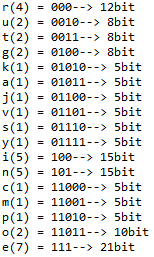 r(4) = 000--> 12bit
u(2) = 0010--> 8bit
t(2) = 0011--> 8bit
g(2) = 0100--> 8bit
k(1) = 01010--> 5bit
a(1) = 01011--> 5bit
j(1) = 01100--> 5bit
v(1) = 01101--> 5bit
s(1) = 01110--> 5bit
y(1) = 01111--> 5bit
i(5) = 100--> 15bit
n(5) = 101--> 15bit
c(1) = 11000--> 5bit
m(1) = 11001--> 5bit
p(1) = 11010--> 5bit
o(2) = 11011--> 10bit
e(7) = 111--> 21bit